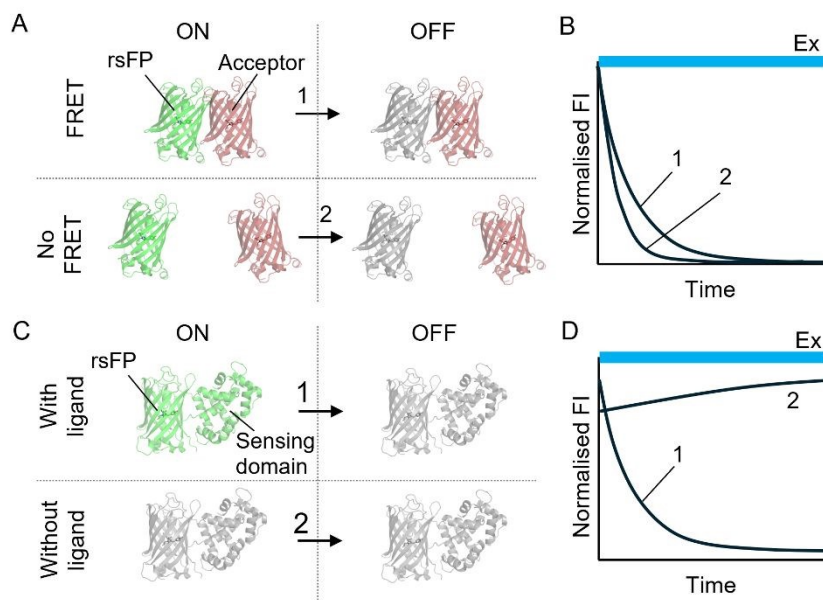 A
ON
OFF
rsFP
Acceptor
FRET
1
No
FRET
2
B
Ex
Normalised FI
1
2
Time
C
ON
OFF
rsFP
With
ligand
1
Sensing
domain
Without
ligand
2
D
Ex
Normalised FI
2
1
Time